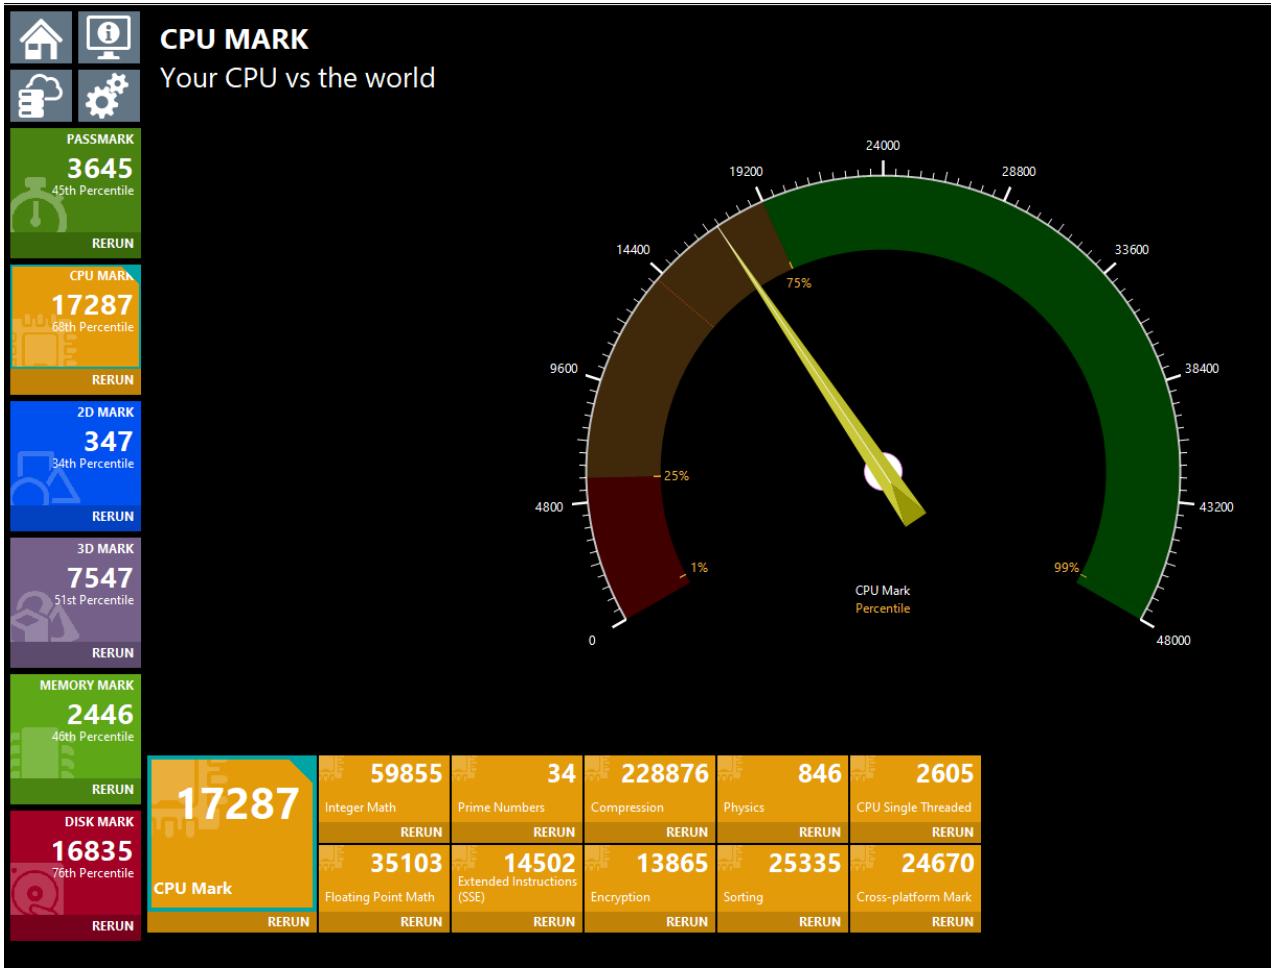 CPU MARK
Your CPU vs the world
PASSMARK
3645
45th Percentile
RERUN
CPU MARK
17287
68th Percentile
RERUN
2D MARK
347
34th Percentile
RERUN
3D MARK
7547
51st Percentile
RERUN
MEMORY MARK
2446
46th Percentile
RERUN
DISK MARK
16835
76th Percentile
RERUN
0
4800
9600
14400
19200
24000
28800
33600
38400
43200
48000
1%
25%
75%
99%
CPU Mark
Percentile
17287
CPU Mark
RERUN
59855
Integer Math
RERUN
34
Prime Numbers
RERUN
228876
Compression
RERUN
846
Physics
RERUN
2605
CPU Single Threaded
RERUN
35103
Floating Point Math
RERUN
14502
Extended Instructions
(SSE)
RERUN
13865
Encryption
RERUN
25335
Sorting
RERUN
24670
Cross-platform Mark
RERUN